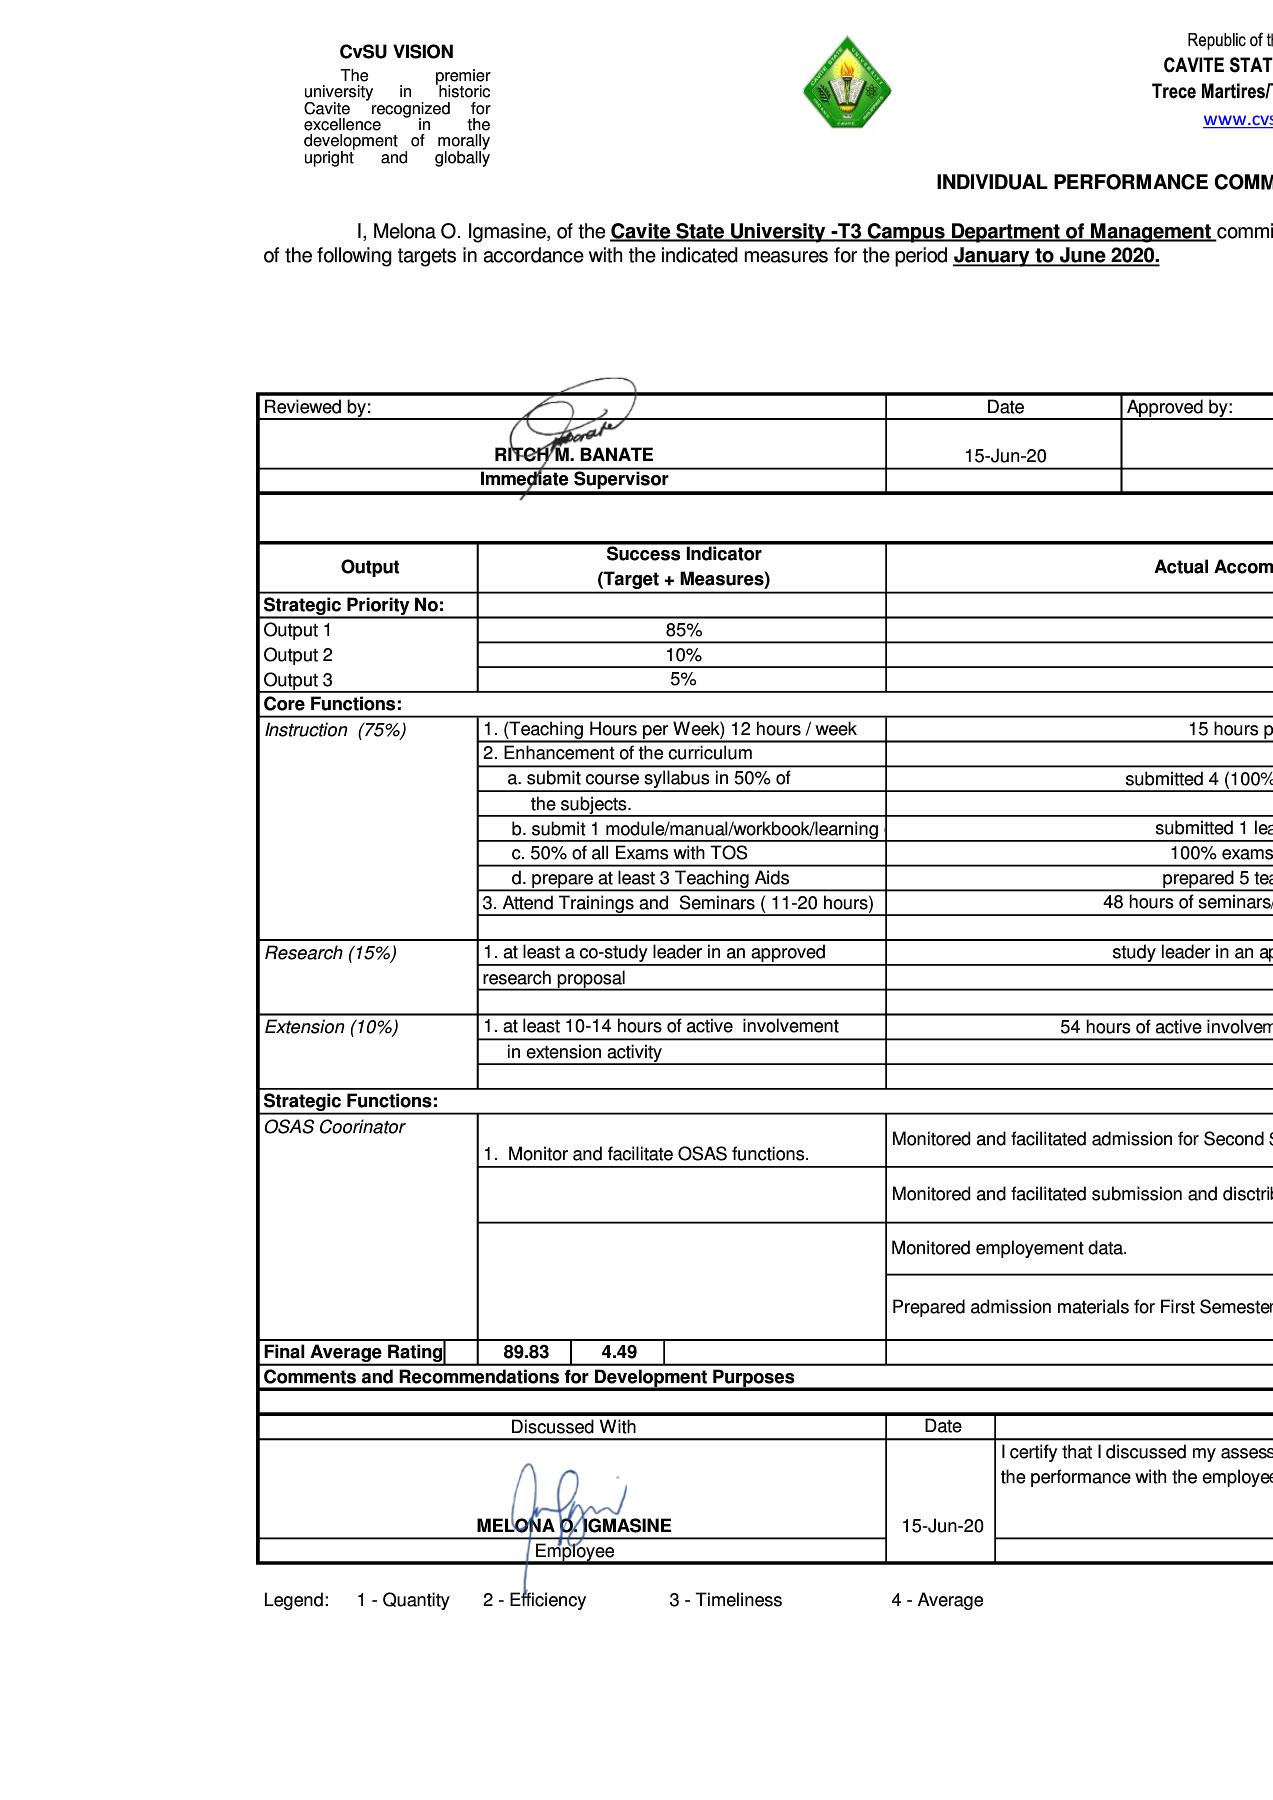 CvSU VISION
The premier
university in historic
Cavite recognized for
excellence in the
development of morally
upright and globally
Republic of t
CAVITE STAT
Trece Martires/
www.cvs
INDIVIDUAL PERFORMANCE COMM
I, Melona O. Igmasine, of the Cavite State University -T3 Campus Department of Management commi
of the following targets in accordance with the indicated measures for the period January to June 2020.
Reviewed by: Date Approved by:
RITCH M. BANATE 15-Jun-20
Immediate Supervisor
Output Success Indicator (Target + Measures) Actual Accom
Strategic Priority No:
Output 1 85%
Output 2 10%
Output 3 5%
Core Functions:
Instruction (75%) 1. (Teaching Hours per Week) 12 hours / week 15 hours p
2. Enhancement of the curriculum
a. submit course syllabus in 50% of submitted 4 (100%
the subjects.
b. submit 1 module/manual/workbook/learning submitted 1 lea
c. 50% of all Exams with TOS 100% exams
d. prepare at least 3 Teaching Aids prepared 5 tea
3. Attend Trainings and Seminars ( 11-20 hours) 48 hours of seminars/
Research (15%) 1. at least a co-study leader in an approved study leader in an ap
research proposal
Extension (10%) 1. at least 10-14 hours of active involvement 54 hours of active involvem
in extension activity
Strategic Functions:
OSAS Coorinator
1. Monitor and facilitate OSAS functions. Monitored and facilitated admission for Second S
Monitored and facilitated submission and disctrib
Monitored employement data.
Prepared admission materials for First Semester
Final Average Rating 89.83 4.49
Comments and Recommendations for Development Purposes
Discussed With Date
I certify that I discussed my assess
the performance with the employee
MELONA O. IGMASINE 15-Jun-20
Employee
Legend: 1 - Quantity 2 - Efficiency 3 - Timeliness 4 - Average